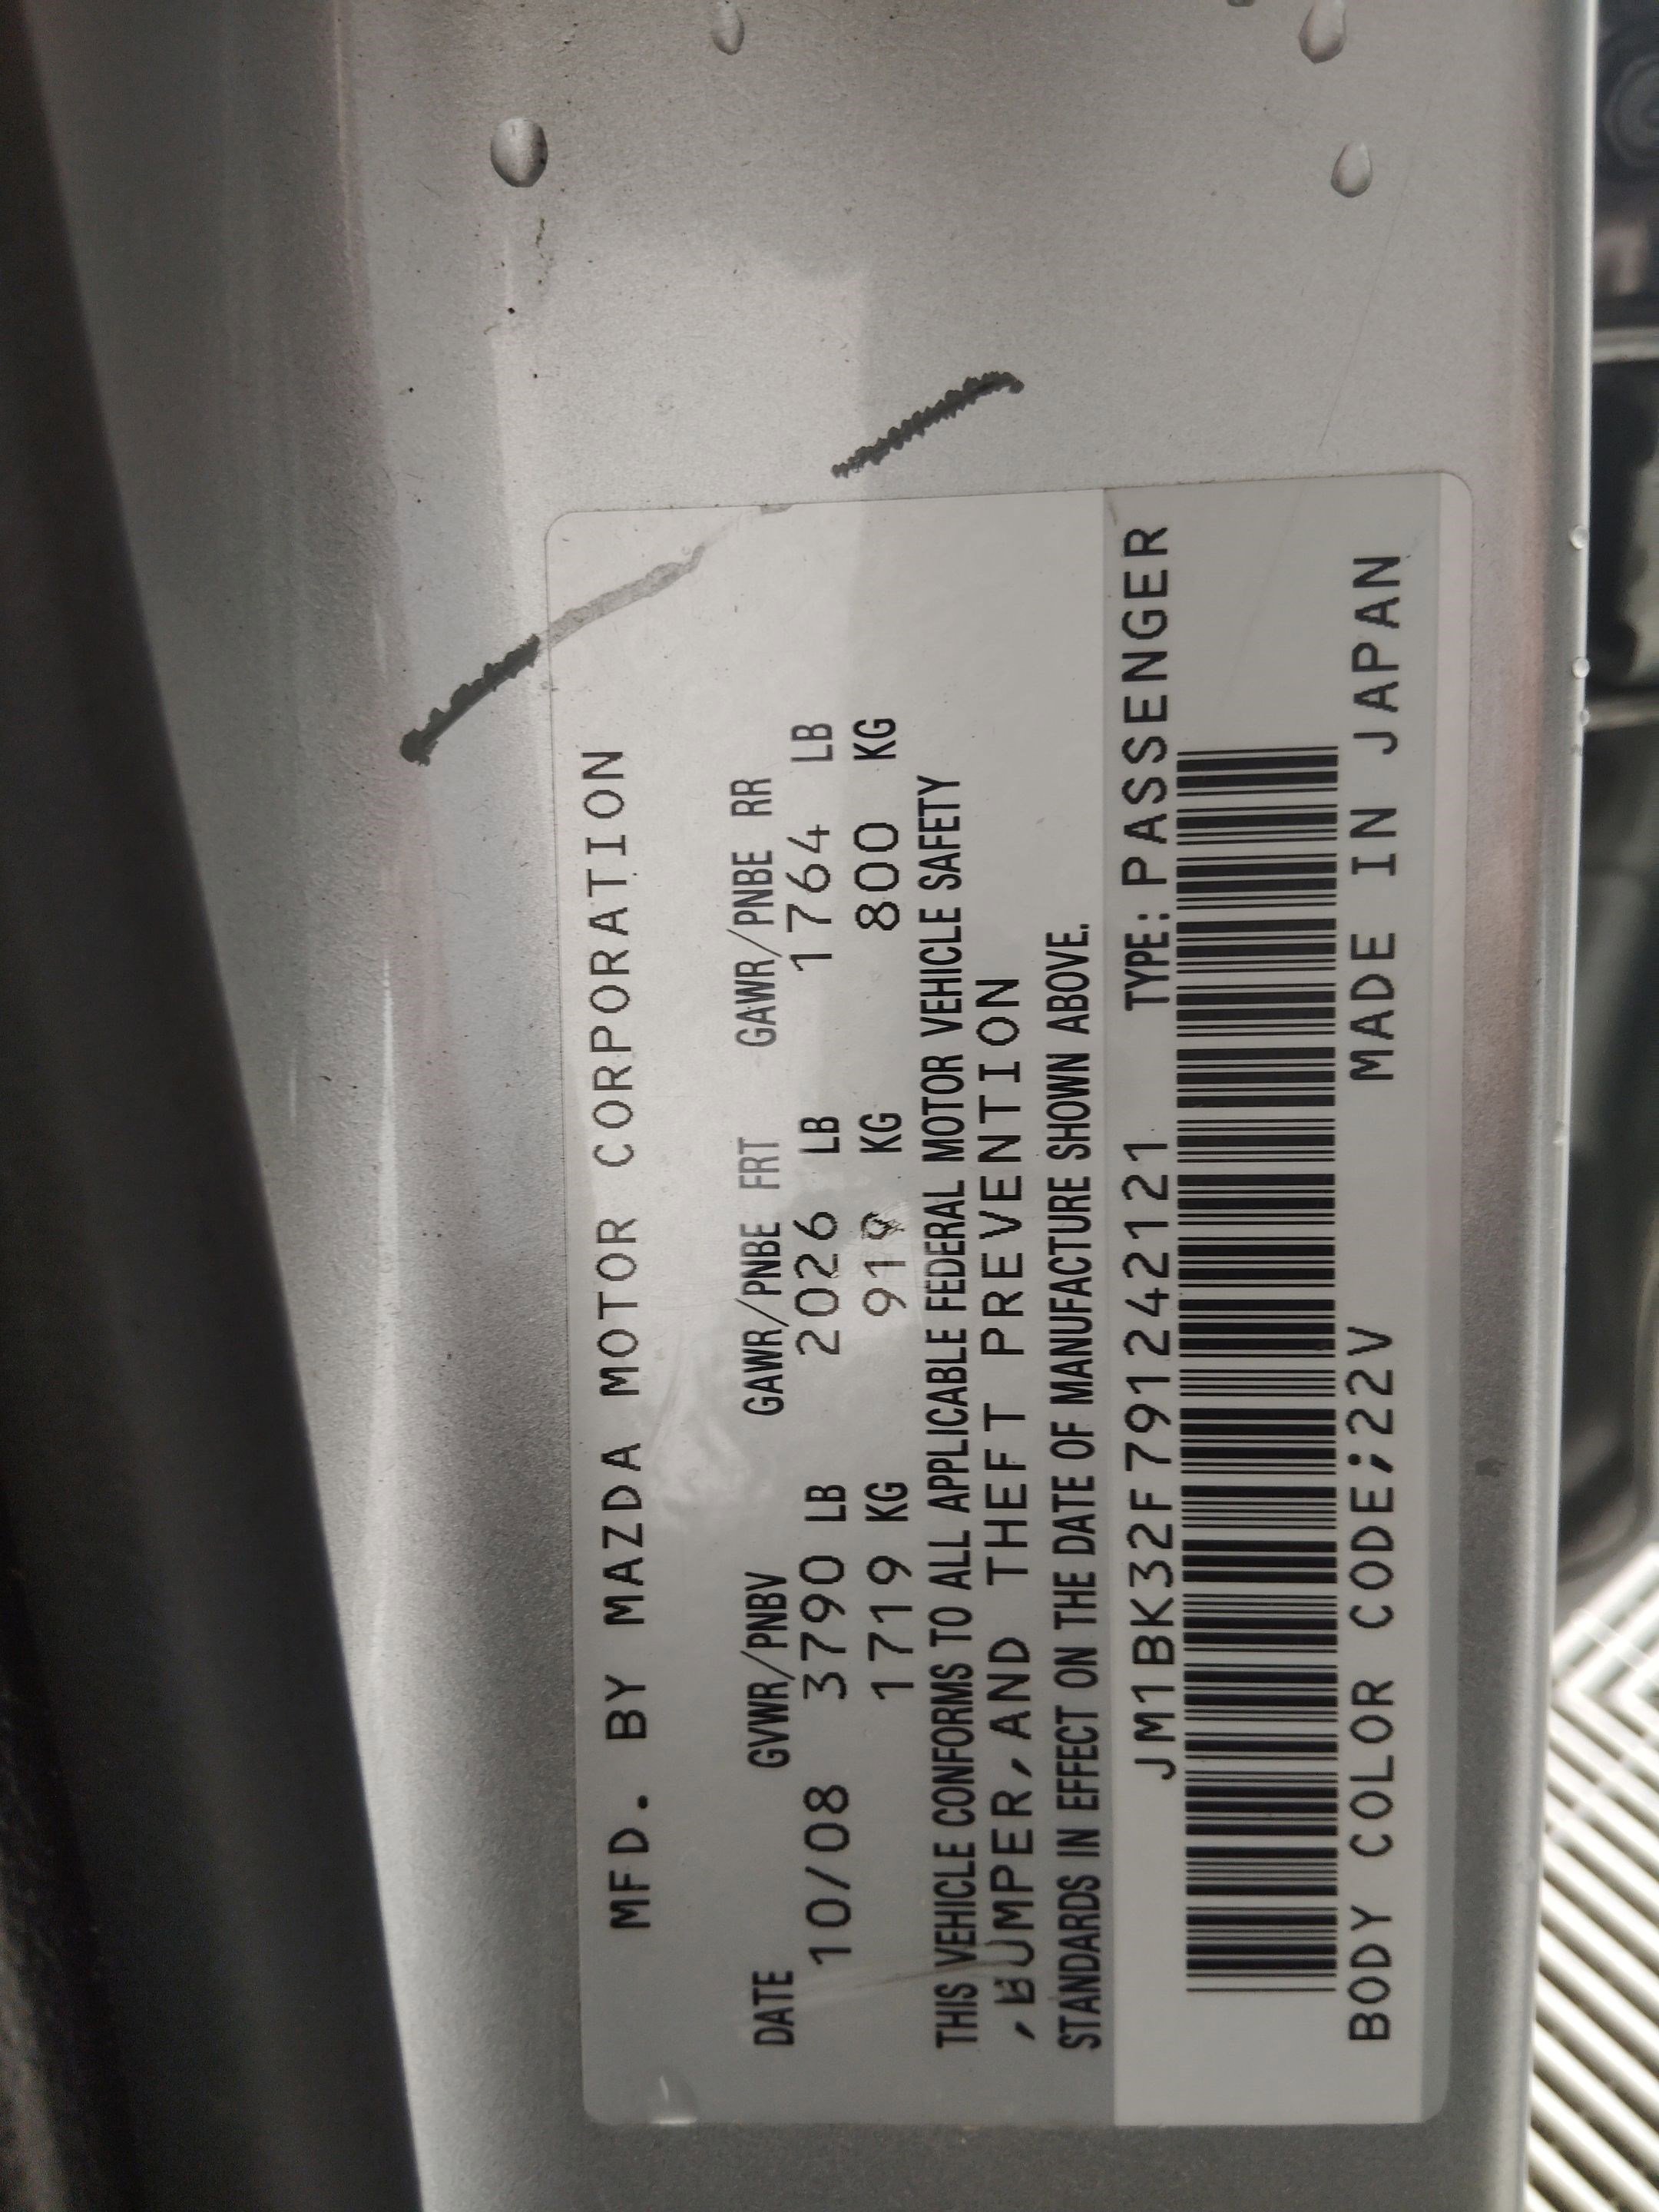 MFD. BY MAZDA MOTOR CORPORATION
DATE GVWR/PNBV GAWR/PNBE FRT GAWR/PNBE RR
10/08 3790 LB 2026 LB 1764 LB
1719 KG 919 KG 800 KG
THIS VEHICLE CONFORMS TO ALL APPLICABLE FEDERAL MOTOR VEHICLE SAFETY
,BUMPER,AND THEFT PREVENTION
STANDARDS IN EFFECT ON THE DATE OF MANUFACTURE SHOWN ABOVE.
JM1BK32F791242121 TYPE:PASSENGER
BODY COLOR CODE;22V MADE IN JAPAN